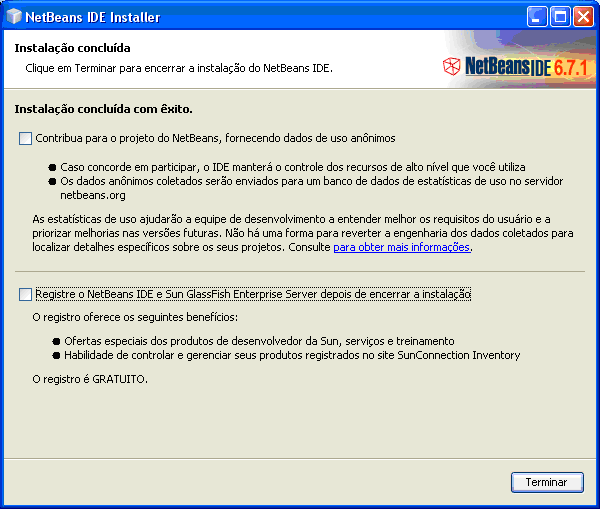 NetBeans IDE Installer
Instalação concluída
Clique em Terminar para encerrar a instalação do NetBeans IDE.
NetBeans IDE 6.7.1
Instalação concluída com êxito.
Contribua para o projeto do NetBeans, fornecendo dados de uso anônimos
● Caso concorde em participar, o IDE manterá o controle dos recursos de alto nível que você utiliza
● Os dados anônimos coletados serão enviados para um banco de dados de estatísticas de uso no servidor
netbeans.org
As estatísticas de uso ajudarão a equipe de desenvolvimento a entender melhor os requisitos do usuário e a
priorizar melhorias nas versões futuras. Não há uma forma para reverter a engenharia dos dados coletados para
localizar detalhes específicos sobre os seus projetos. Consulte para obter mais informações.
Registre o NetBeans IDE e Sun GlassFish Enterprise Server depois de encerrar a instalação
O registro oferece os seguintes benefícios:
● Ofertas especiais dos produtos de desenvolvedor da Sun, serviços e treinamento
● Habilidade de controlar e gerenciar seus produtos registrados no site SunConnection Inventory
O registro é GRATUITO.
Terminar